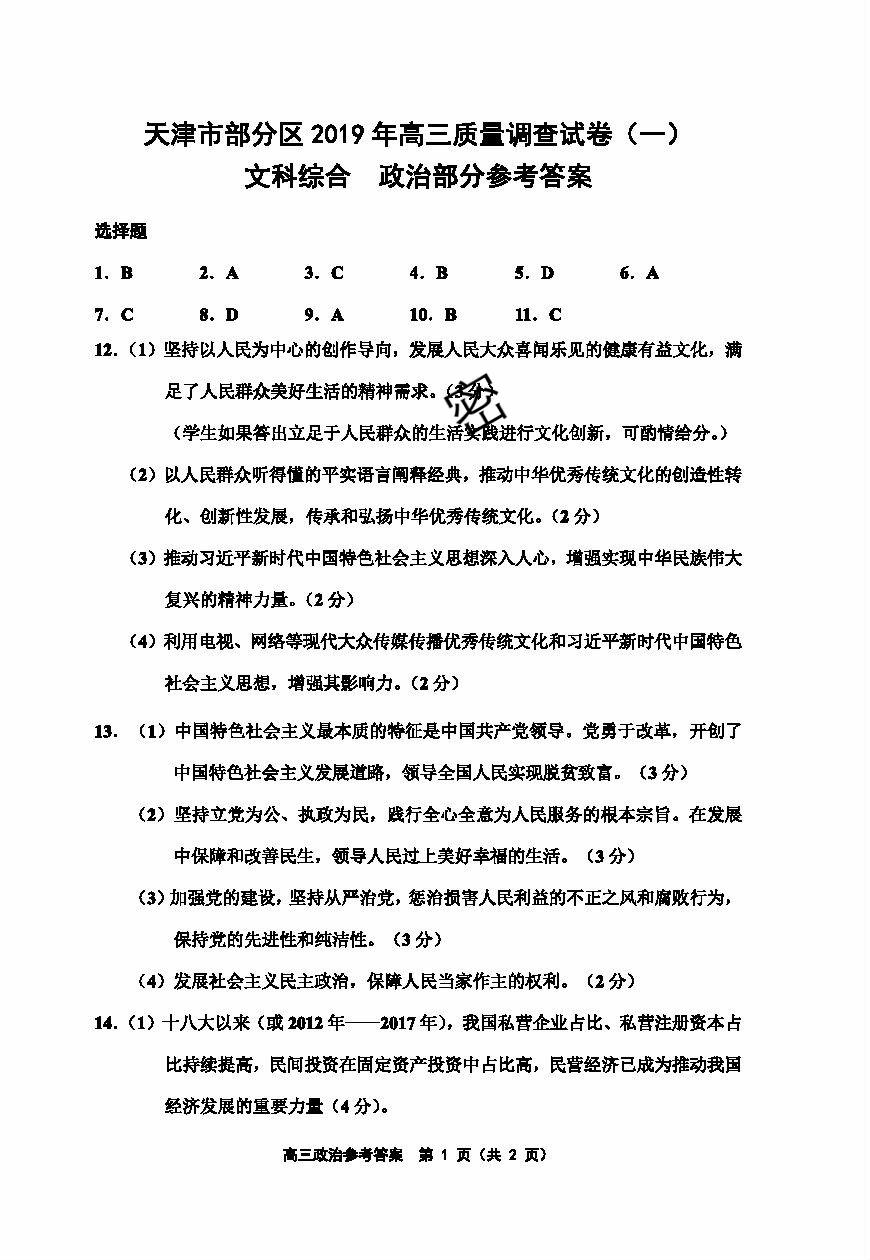 天津市部分区 2019 年高三质量调查试卷（一）
文科综合 政治部分参考答案
选择题
1. B 2. A 3. C 4. B 5. D 6. A
7. C 8. D 9. A 10. B 11. C
12.（1）坚持以人民为中心的创作导向，发展人民大众喜闻乐见的健康有益文化，满
足了人民群众美好生活的精神需求。（3 分）
密
（学生如果答出立足于人民群众的生活实践进行文化创新，可酌情给分。）
（2）以人民群众听得懂的平实语言阐释经典，推动中华优秀传统文化的创造性转
化、创新性发展，传承和弘扬中华优秀传统文化。（2 分）
（3）推动习近平新时代中国特色社会主义思想深入人心，增强实现中华民族伟大
复兴的精神力量。（2 分）
（4）利用电视、网络等现代大众传媒传播优秀传统文化和习近平新时代中国特色
社会主义思想，增强其影响力。（2 分）
13. （1）中国特色社会主义最本质的特征是中国共产党领导。党勇于改革，开创了
中国特色社会主义发展道路，领导全国人民实现脱贫致富。（3 分）
（2）坚持立党为公、执政为民，践行全心全意为人民服务的根本宗旨。在发展
中保障和改善民生，领导人民过上美好幸福的生活。（3 分）
（3）加强党的建设，坚持从严治党，惩治损害人民利益的不正之风和腐败行为，
保持党的先进性和纯洁性。（3 分）
（4）发展社会主义民主政治，保障人民当家作主的权利。（2 分）
14.（1）十八大以来（或 2012 年——2017 年），我国私营企业占比、私营注册资本占
比持续提高，民间投资在固定资产投资中占比高，民营经济已成为推动我国
经济发展的重要力量（4 分）。
高三政治参考答案 第 1 页（共 2 页）